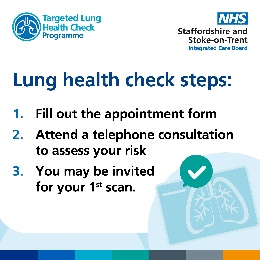 Targeted Lung
Health Check
Programme
NHS
Staffordshire and
Stoke-on-Trent
Integrated Care Board
Lung health check steps:
1. Fill out the appointment form
2. Attend a telephone consultation
to assess your risk
3. You may be invited
for your 1st scan.